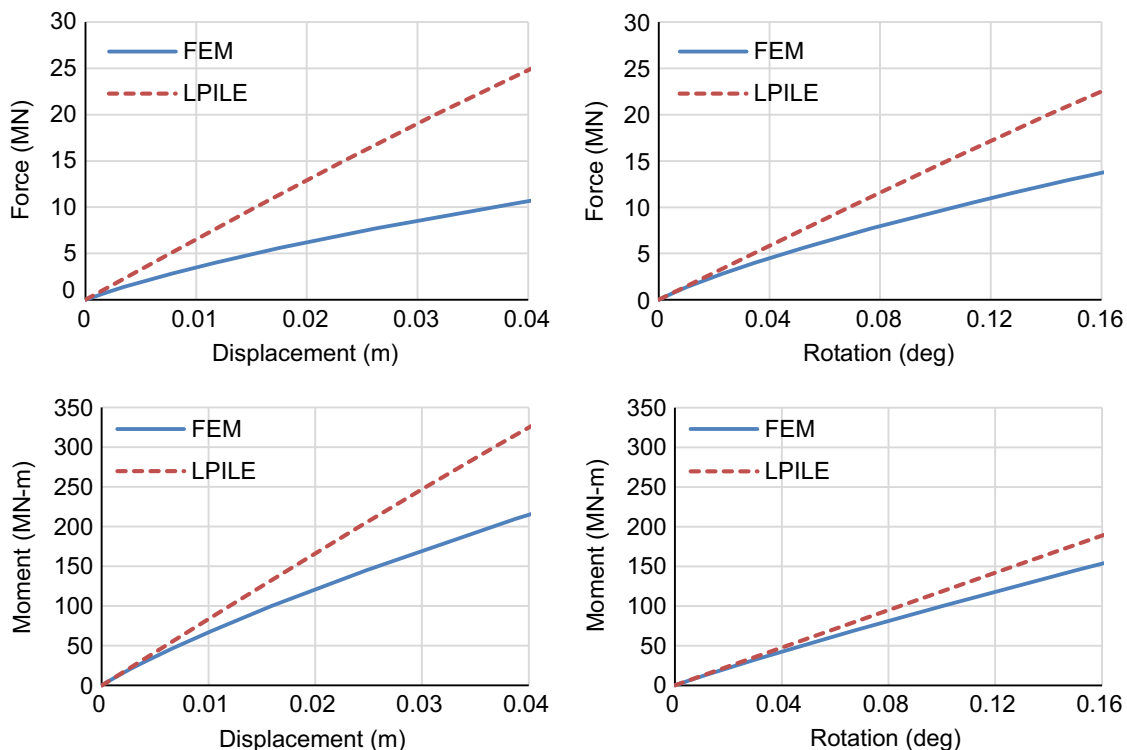 30
25
20
15
10
5
0
Force (MN)
FEM
LPILE
0 0.01 0.02 0.03 0.04
Displacement (m)
30
25
20
15
10
5
0
Force (MN)
FEM
LPILE
0 0.04 0.08 0.12 0.16
Rotation (deg)
350
300
250
200
150
100
50
0
Moment (MN-m)
FEM
LPILE
0 0.01 0.02 0.03 0.04
Displacement (m)
350
300
250
200
150
100
50
0
Moment (MN-m)
FEM
LPILE
0 0.04 0.08 0.12 0.16
Rotation (deg)